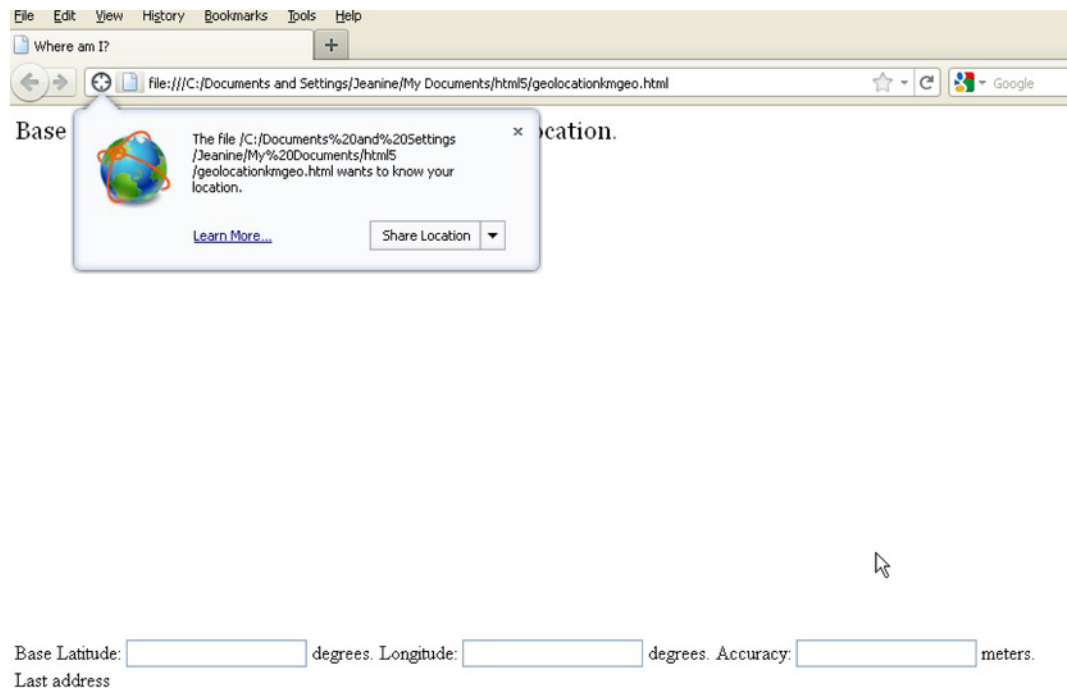 File Edit View History Bookmarks Tools Help
Where am I?
file:///C:/Documents and Settings/Jeanine/My Documents/html5/geolocationkmgeo.html Google
Base ocation.
The file /C:/Documents%20and%20Settings
/Jeanine/My%20Documents/html5
/geolocationkmgeo.html wants to know your
location.
Learn More... Share Location
Base Latitude: degrees. Longitude: degrees. Accuracy: meters.
Last address